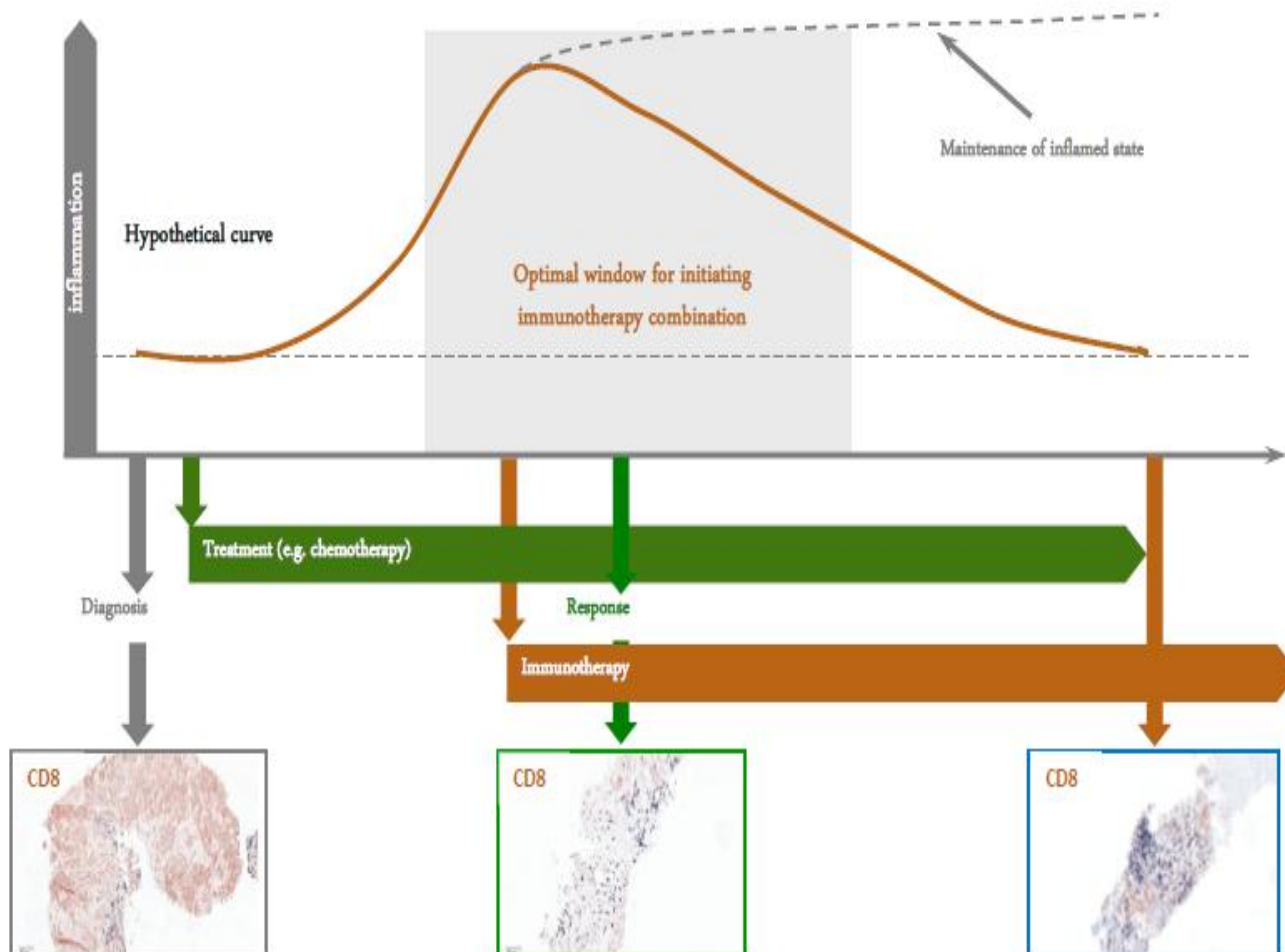 Maintenance of inflamed state
inflammation
Hypothetical curve
Optimal window for initiating
immunotherapy combination
Treatment (e.g. chemotherapy)
Diagnosis
Response
Immunotherapy
CD8
CD8
CD8